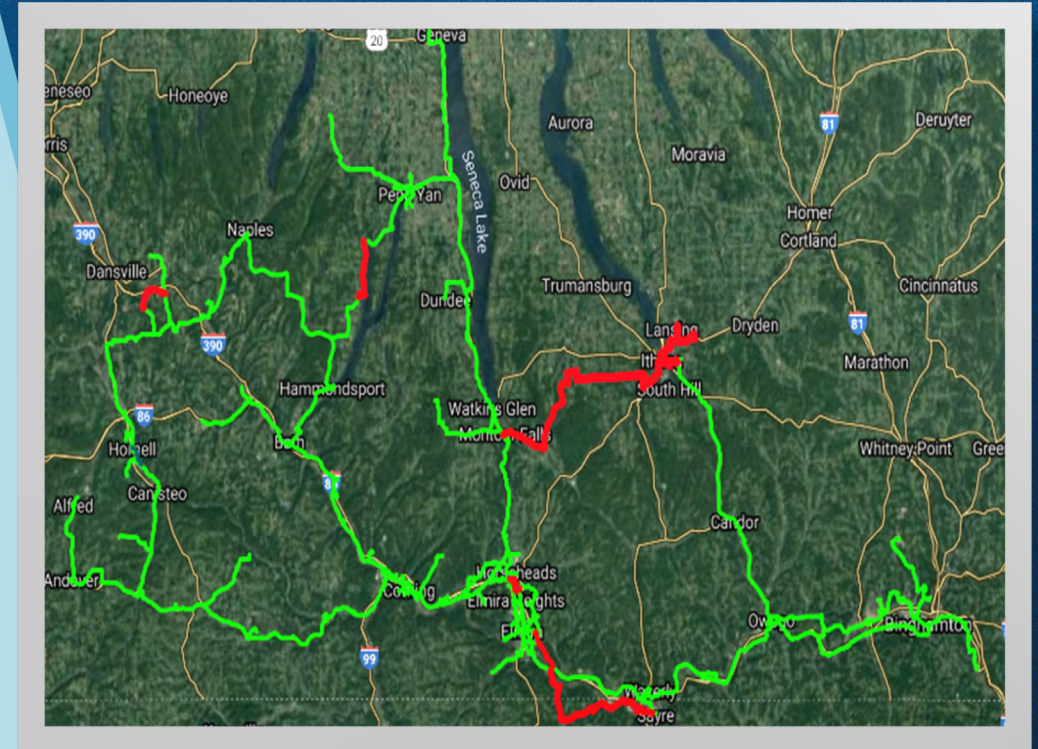 20
Geneva
Honeoye
81
Deruyter
Aurora
Moravia
Seneca Lake
Ovid
Penn Yan
Homer
390
Naples
Cortland
Dansville
Trumansburg
Cincinnatus
Dundee
Lansing
Dryden
81
390
Marathon
Hammondsport
South Hill
86
Watkins Glen
Montour Falls
Bath
Hornell
Whitney Point
Canisteo
Alfred
Candor
Andover
Horseheads
Corning
Elmira Heights
Owego
Binghamton
99
Waverly
Sayre